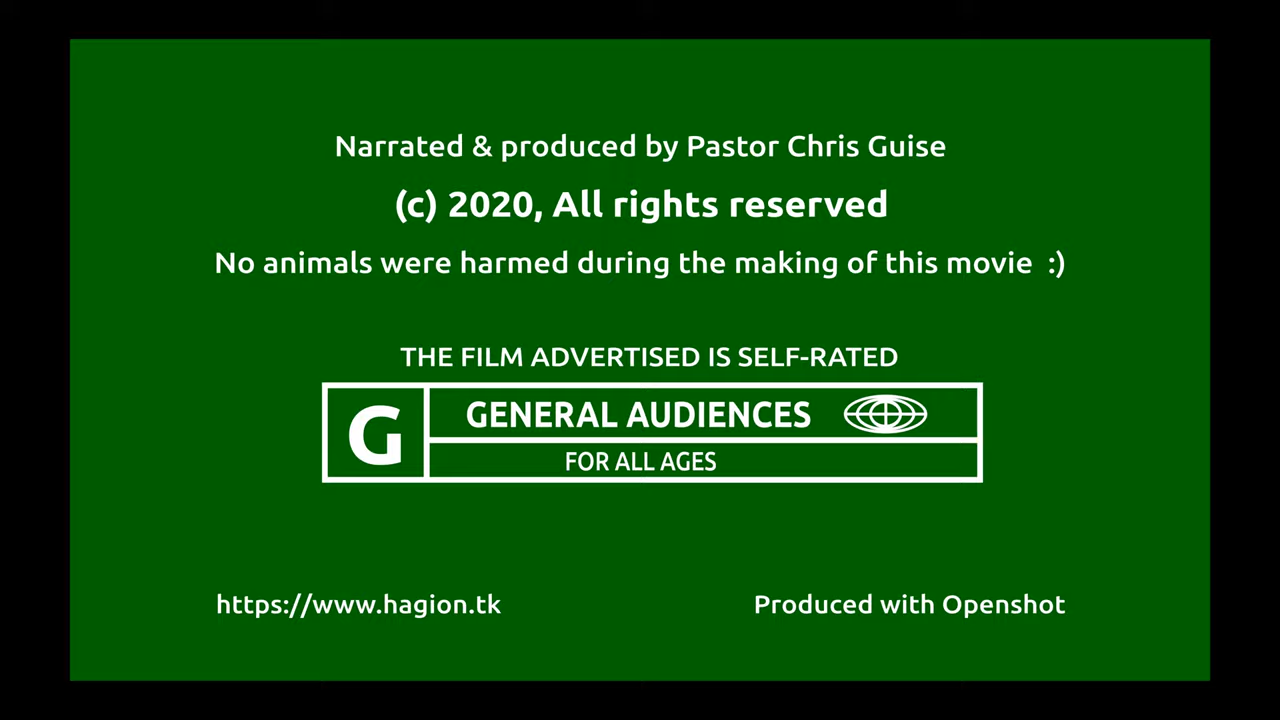 Narrated & produced by Pastor Chris Guise
(c) 2020, All rights reserved
No animals were harmed during the making of this movie :)
THE FILM ADVERTISED IS SELF-RATED
G
GENERAL AUDIENCES
FOR ALL AGES
https://www.hagion.tk
Produced with Openshot